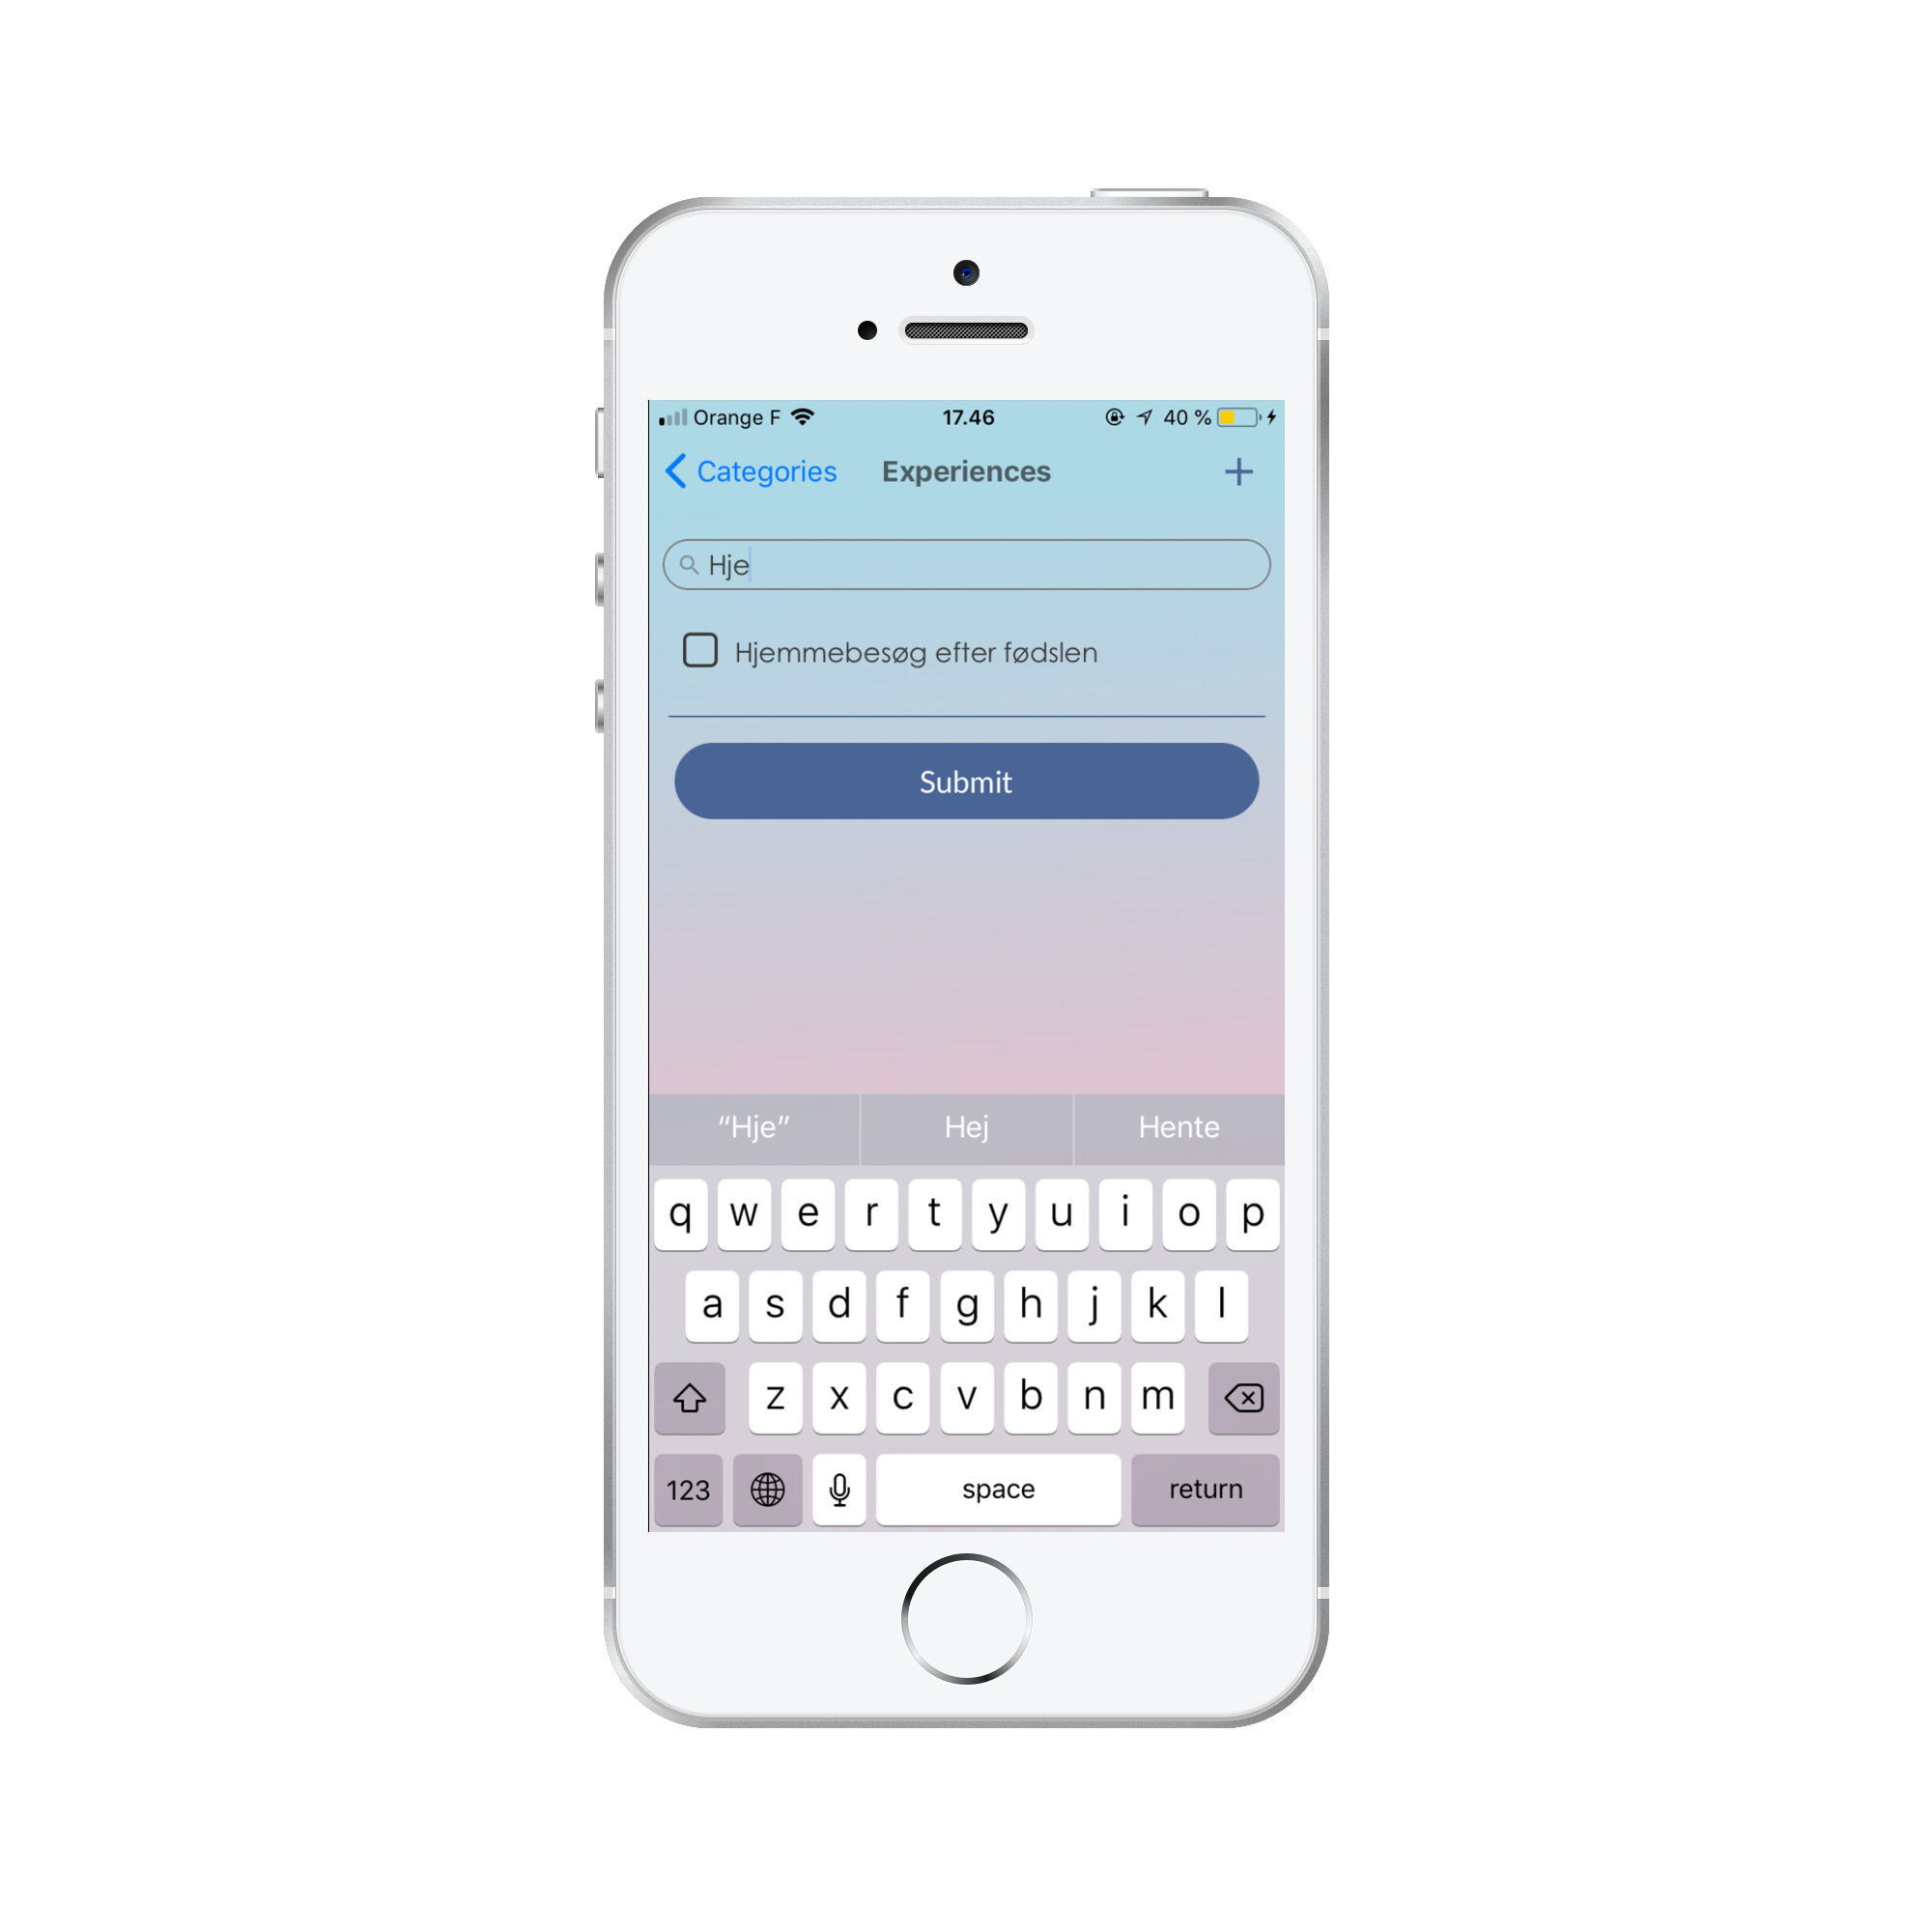 Orange F 17.46 40 %
Categories Experiences +
Hje
Hjemmebesøg efter fødslen
Submit
“Hje” Hej Hente
q w e r t y u i o p
a s d f g h j k l
z x c v b n m
123 space return